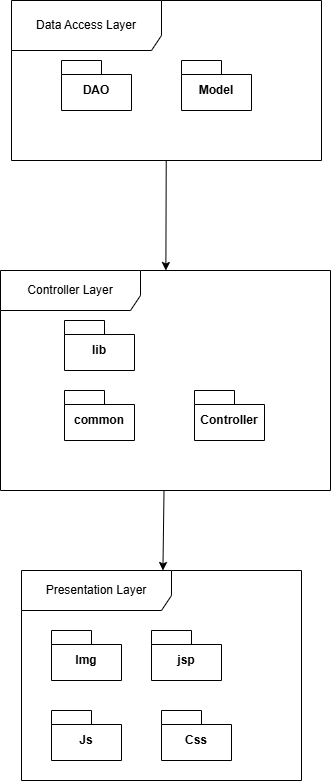 Data Access Layer
DAO
Model
Controller Layer
lib
common
Controller
Presentation Layer
Img
jsp
Js
Css